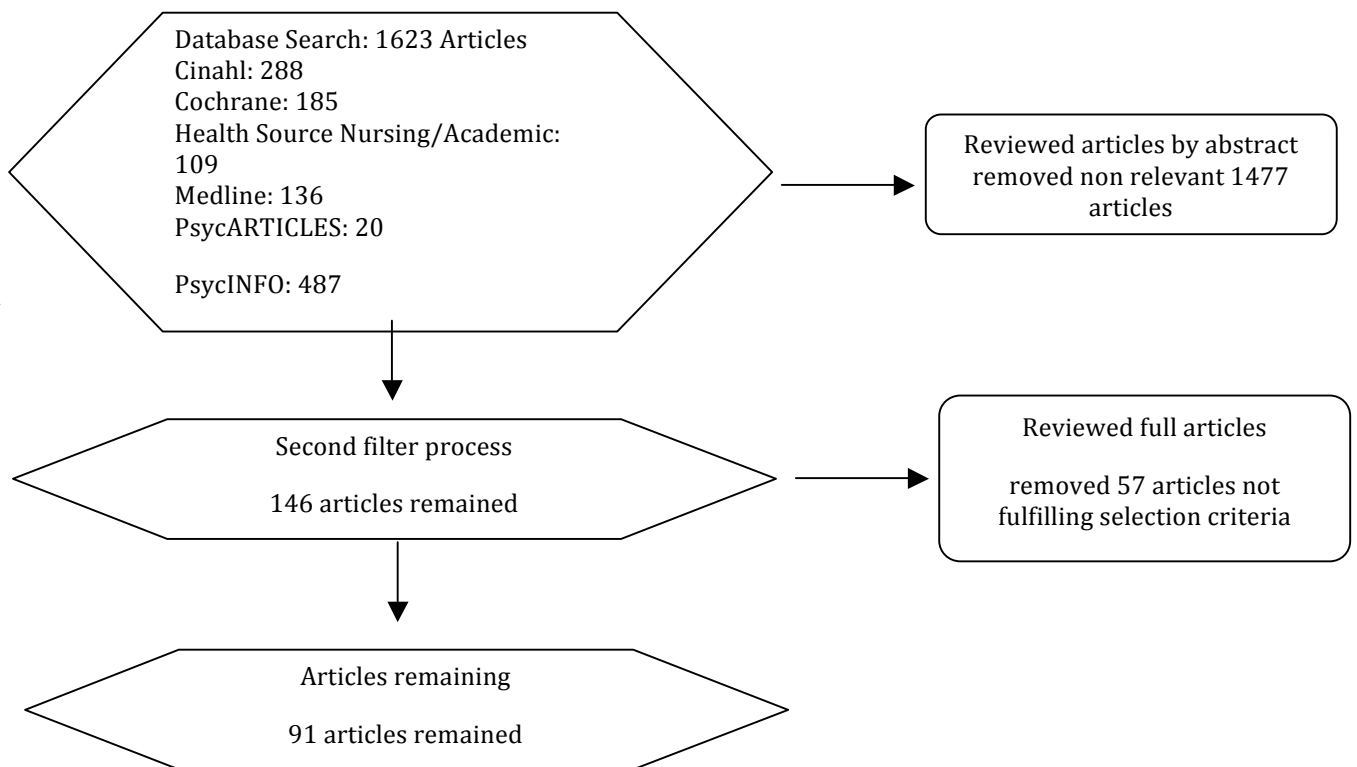 Database Search: 1623 Articles
Cinahl: 288
Cochrane: 185
Health Source Nursing/Academic:
109
Medline: 136
PsycARTICLES: 20
PsycINFO: 487
Reviewed articles by abstract
removed non relevant 1477
articles
Second filter process
146 articles remained
Reviewed full articles
removed 57 articles not
fulfilling selection criteria
Articles remaining
91 articles remained